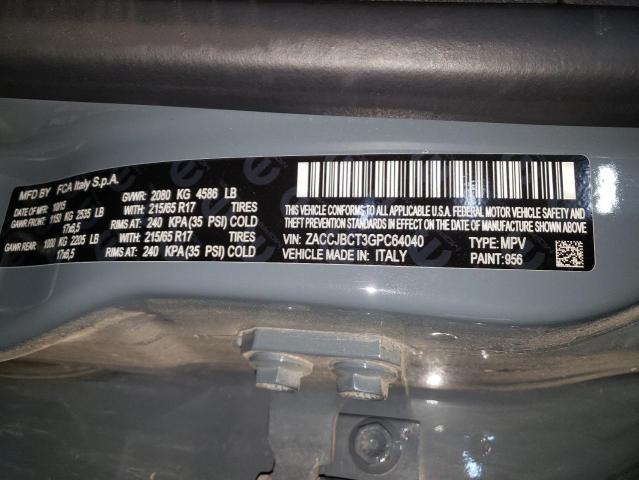 MFD BY FCA Italy S.p.A.
DATE OF MFG: 10/15 GVWR: 2080 KG 4586 LB
GAWR FRONT: 1150 KG 2535 LB WITH: 215/65 R17 TIRES
17x6,5 RIMS AT: 240 KPA(35 PSI) COLD
GAWR REAR: 1000 KG 2205 LB WITH: 215/65 R17 TIRES
17x6,5 RIMS AT: 240 KPA(35 PSI) COLD
THIS VEHICLE CONFORMS TO ALL APPLICABLE U.S.A. FEDERAL MOTOR VEHICLE SAFETY AND
THEFT PREVENTION STANDARDS IN EFFECT ON THE DATE OF MANUFACTURE SHOWN ABOVE
VIN: ZACCJBCT3GPC64040 TYPE: MPV
VEHICLE MADE IN: ITALY PAINT: 956